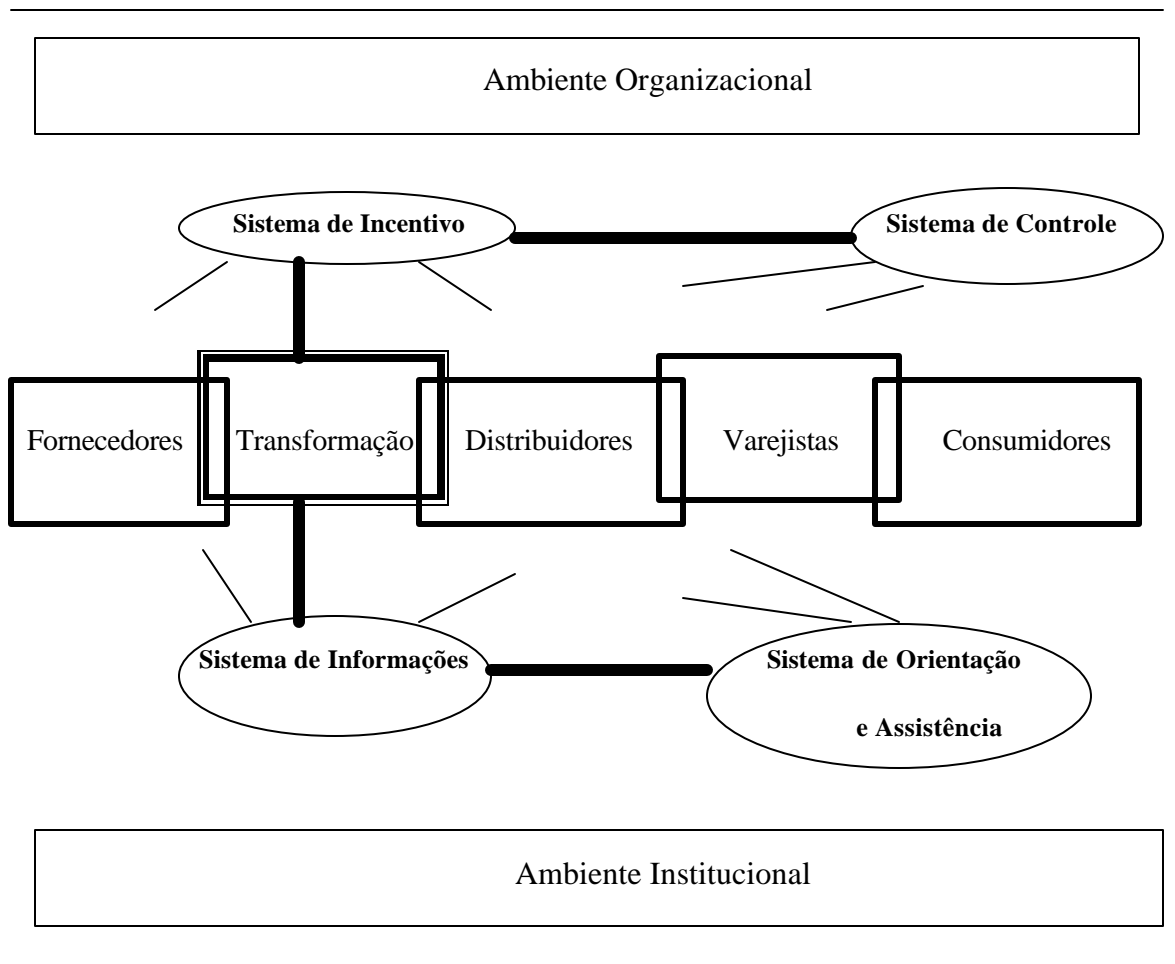 Ambiente Organizacional
Sistema de Incentivo
Sistema de Controle
Fornecedores
Transformação
Distribuidores
Varejistas
Consumidores
Sistema de Informações
Sistema de Orientação
e Assistência
Ambiente Institucional